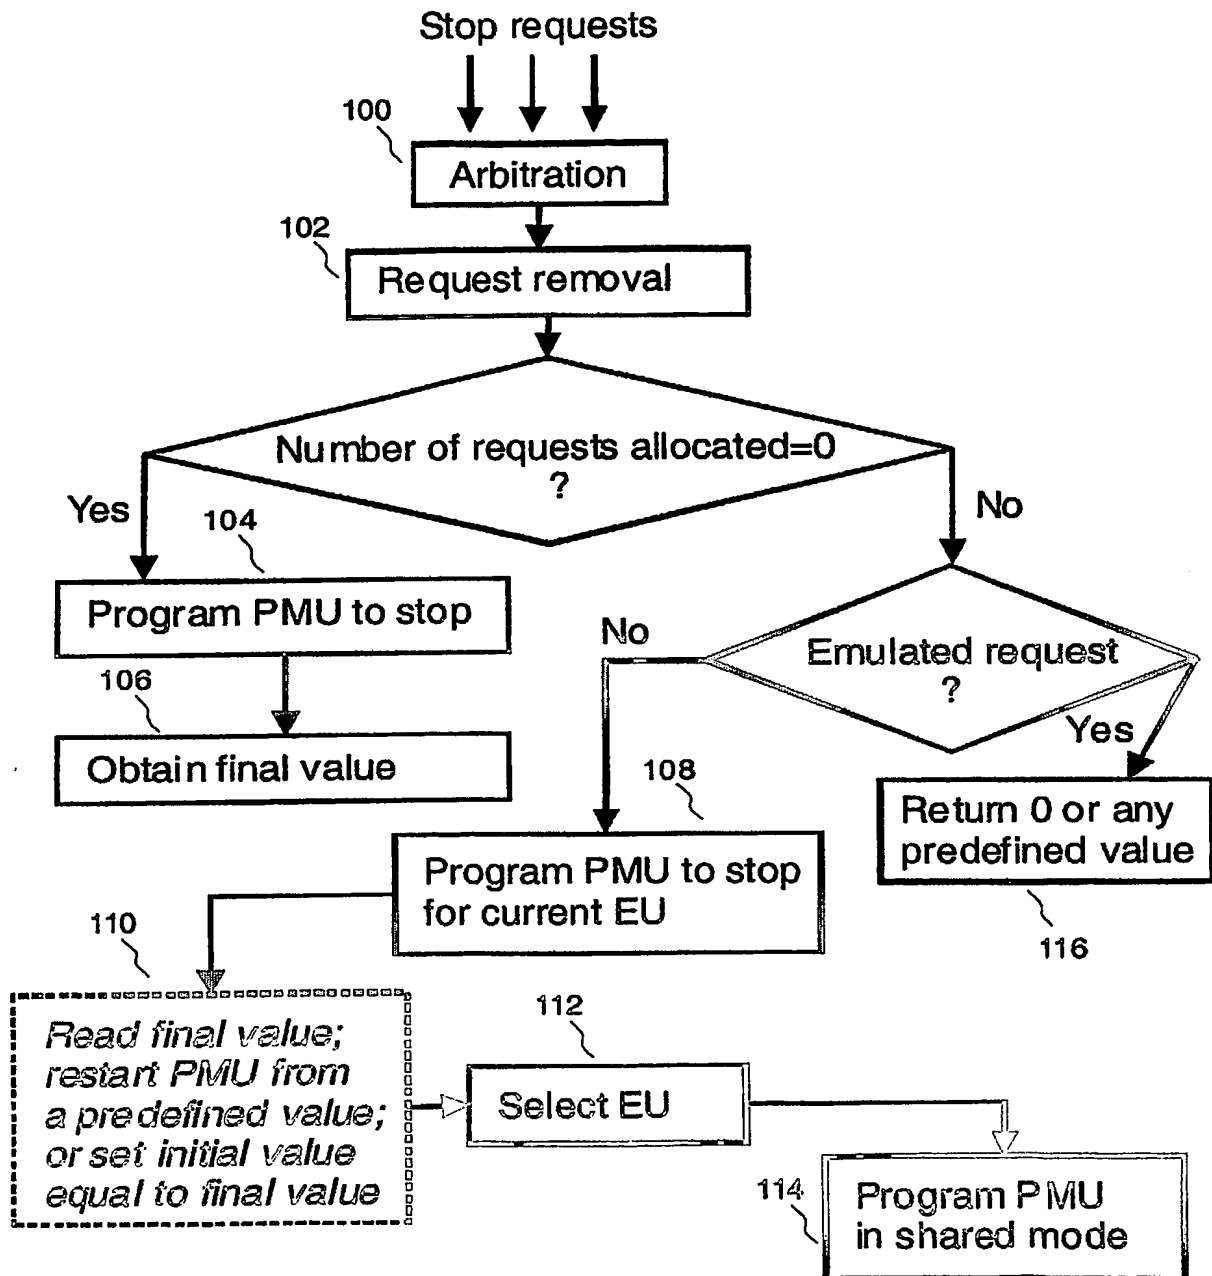 Stop requests
100
Arbitration
102
Request removal
Number of requests allocated=0
?
Yes
No
104
Program PMU to stop
No
Emulated request
?
106
Yes
Obtain final value
108
Return 0 or any
predefined value
Program PMU to stop
for current EU
116
110
Read final value;
restart PMU from
a predefined value;
or set initial value
equal to final value
112
Select EU
114
Program PMU
in shared mode